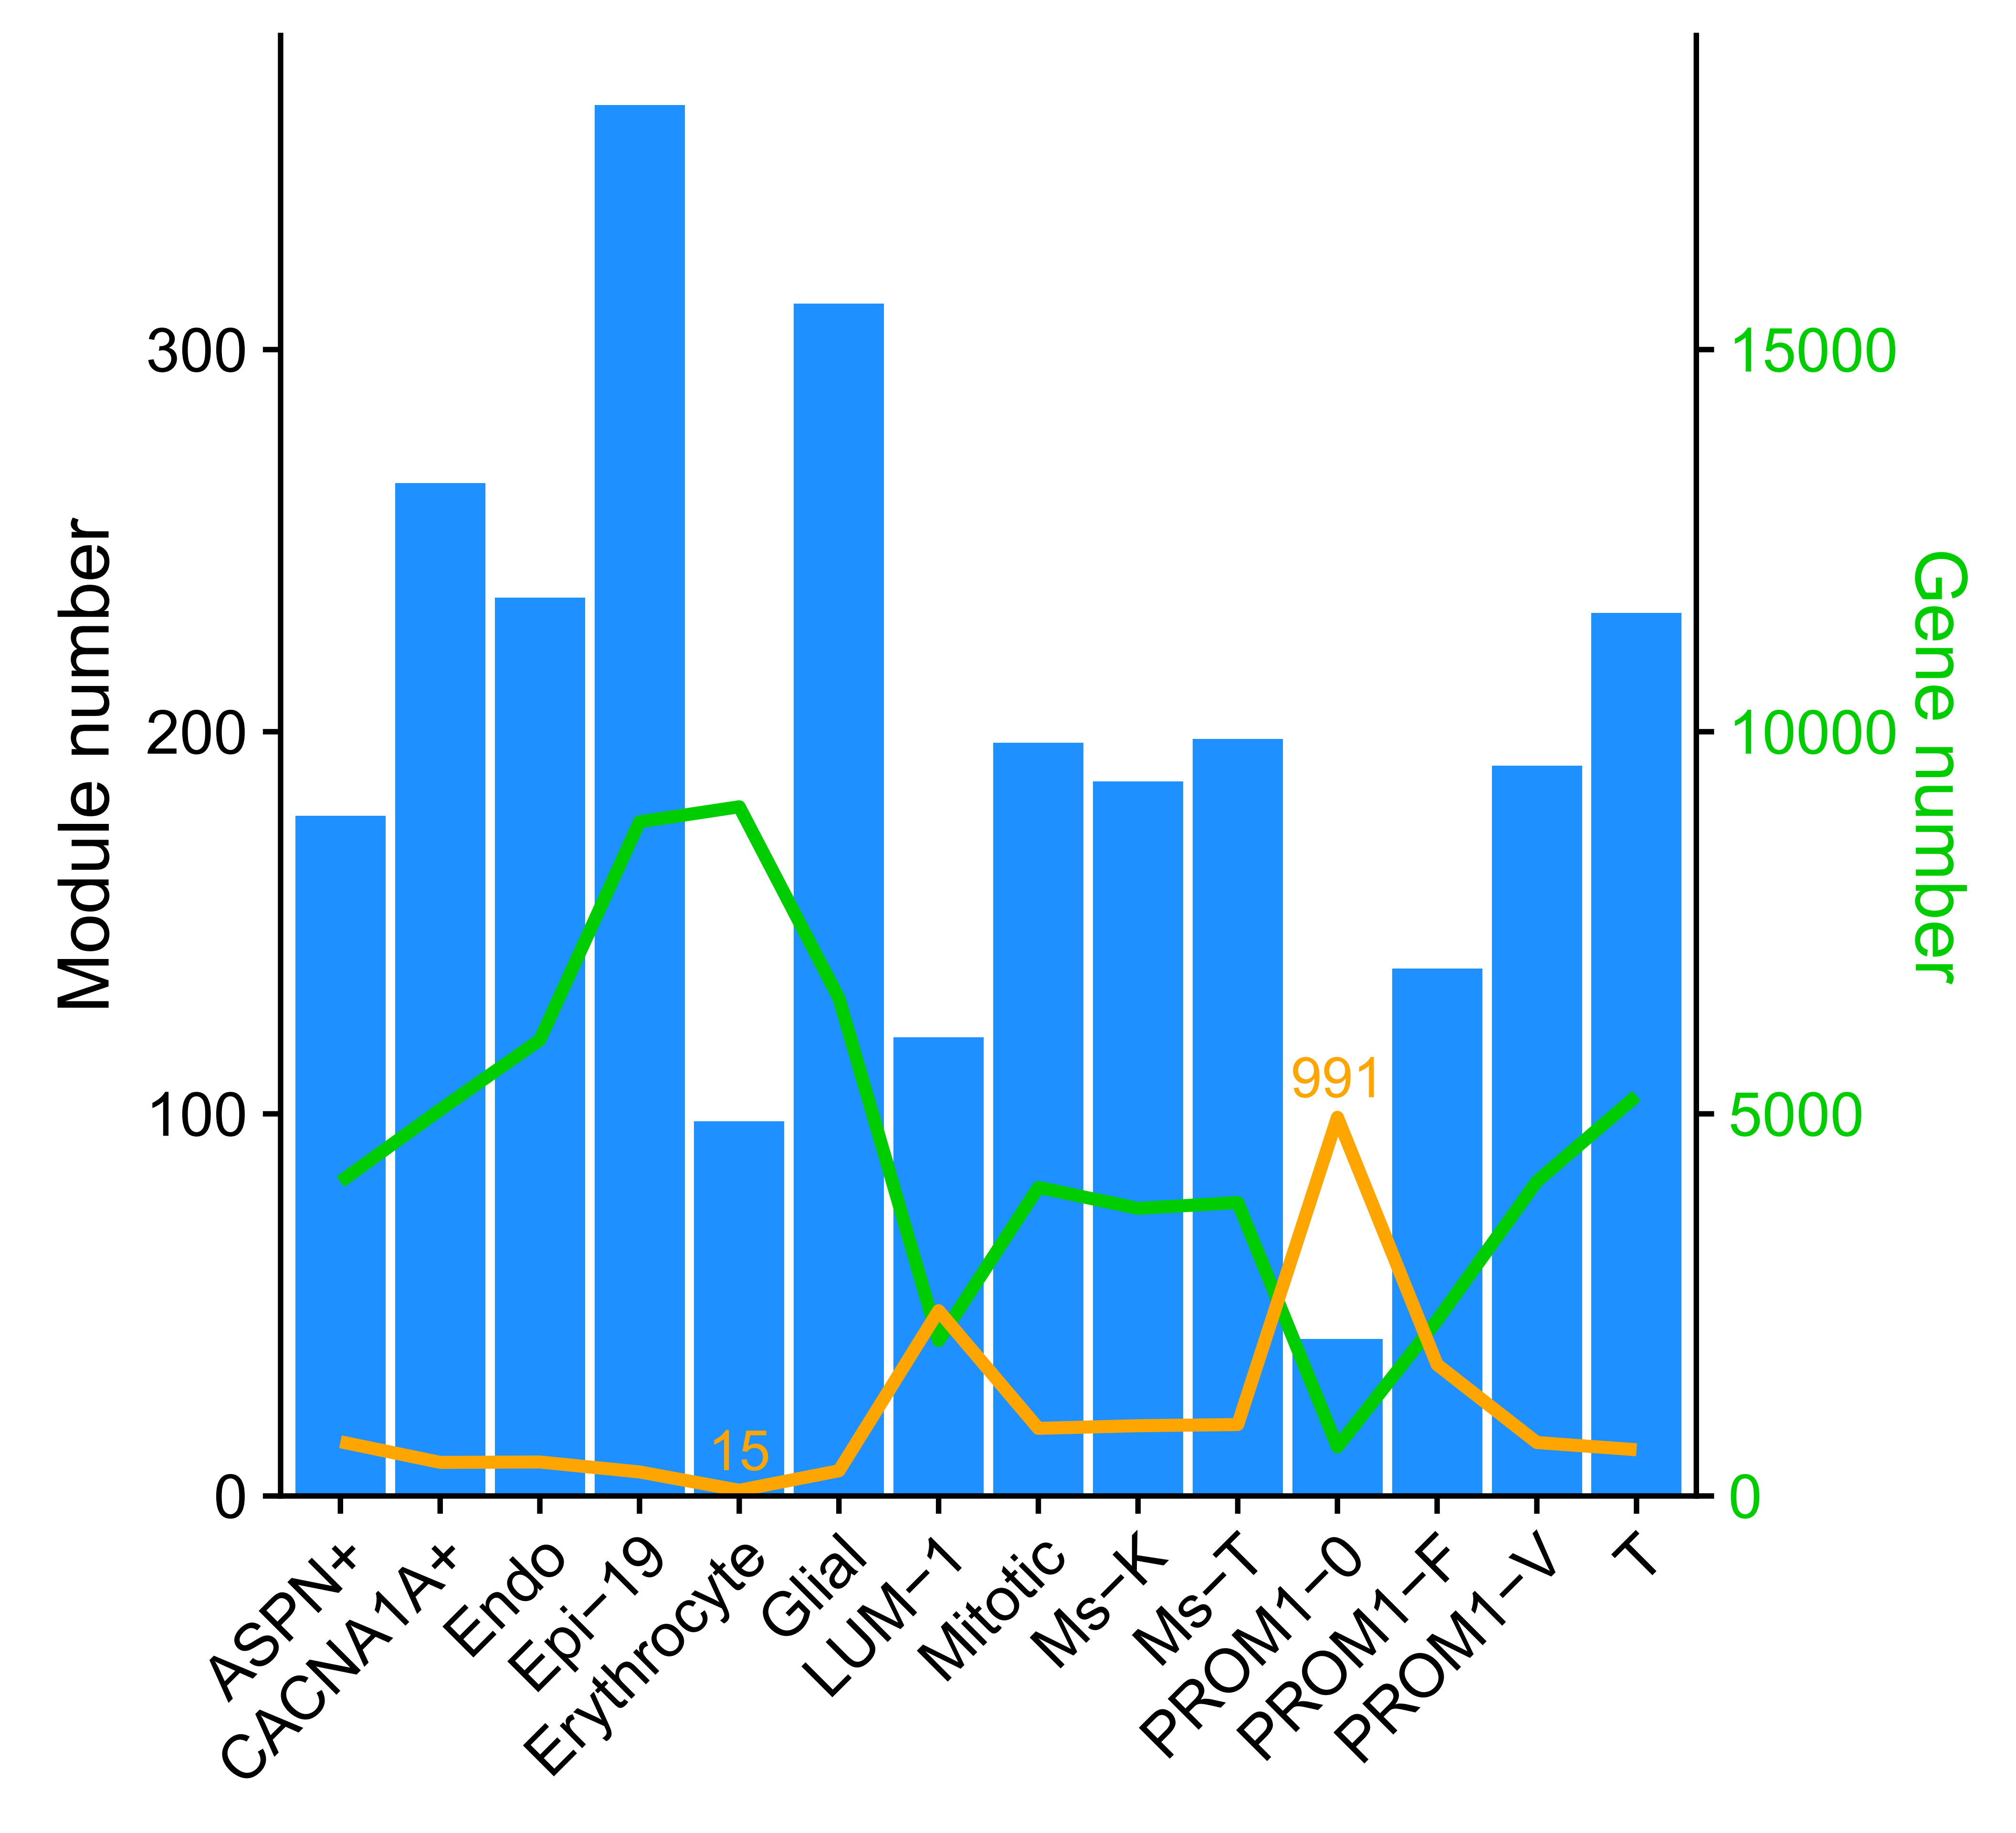 Module number
300
200
100
0
15000
10000
5000
0
Gene number
991
15
ASPN+
CACNA1A+
Endo
Epi−19
Erythrocyte
Glial
LUM−1
Mitotic
Ms−K
Ms−T
PROM1−0
PROM1−F
PROM1−V
T